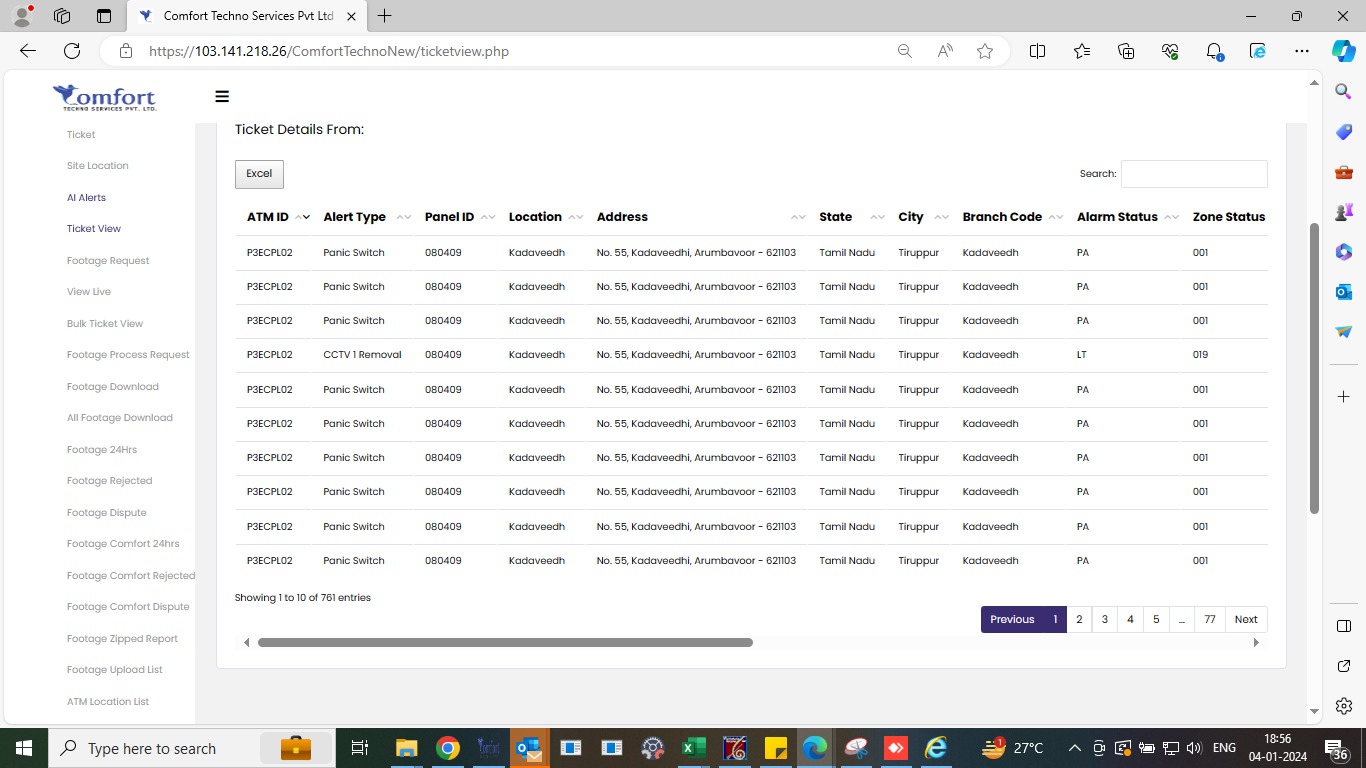 Comfort Techno Services Pvt Ltd
https://103.141.218.26/ComfortTechnoNew/ticketview.php
Comfort
TECHNO SERVICES PVT. LTD.
Ticket
Site Location
AI Alerts
Ticket View
Footage Request
View Live
Bulk Ticket View
Footage Process Request
Footage Download
All Footage Download
Footage 24Hrs
Footage Rejected
Footage Dispute
Footage Comfort 24hrs
Footage Comfort Rejected
Footage Comfort Dispute
Footage Zipped Report
Footage Upload List
ATM Location List
Ticket Details From:
Excel
Search:
ATM ID Alert Type Panel ID Location Address State City Branch Code Alarm Status Zone Status
P3ECPL02 Panic Switch 080409 Kadaveedh No. 55, Kadaveedhi, Arumbavoor - 621103 Tamil Nadu Tiruppur Kadaveedh PA 001
P3ECPL02 Panic Switch 080409 Kadaveedh No. 55, Kadaveedhi, Arumbavoor - 621103 Tamil Nadu Tiruppur Kadaveedh PA 001
P3ECPL02 Panic Switch 080409 Kadaveedh No. 55, Kadaveedhi, Arumbavoor - 621103 Tamil Nadu Tiruppur Kadaveedh PA 001
P3ECPL02 CCTV 1 Removal 080409 Kadaveedh No. 55, Kadaveedhi, Arumbavoor - 621103 Tamil Nadu Tiruppur Kadaveedh LT 019
P3ECPL02 Panic Switch 080409 Kadaveedh No. 55, Kadaveedhi, Arumbavoor - 621103 Tamil Nadu Tiruppur Kadaveedh PA 001
P3ECPL02 Panic Switch 080409 Kadaveedh No. 55, Kadaveedhi, Arumbavoor - 621103 Tamil Nadu Tiruppur Kadaveedh PA 001
P3ECPL02 Panic Switch 080409 Kadaveedh No. 55, Kadaveedhi, Arumbavoor - 621103 Tamil Nadu Tiruppur Kadaveedh PA 001
P3ECPL02 Panic Switch 080409 Kadaveedh No. 55, Kadaveedhi, Arumbavoor - 621103 Tamil Nadu Tiruppur Kadaveedh PA 001
P3ECPL02 Panic Switch 080409 Kadaveedh No. 55, Kadaveedhi, Arumbavoor - 621103 Tamil Nadu Tiruppur Kadaveedh PA 001
P3ECPL02 Panic Switch 080409 Kadaveedh No. 55, Kadaveedhi, Arumbavoor - 621103 Tamil Nadu Tiruppur Kadaveedh PA 001
Showing 1 to 10 of 761 entries
Previous 1 2 3 4 5 … 77 Next
Type here to search
27°C
ENG
18:56
04-01-2024
36